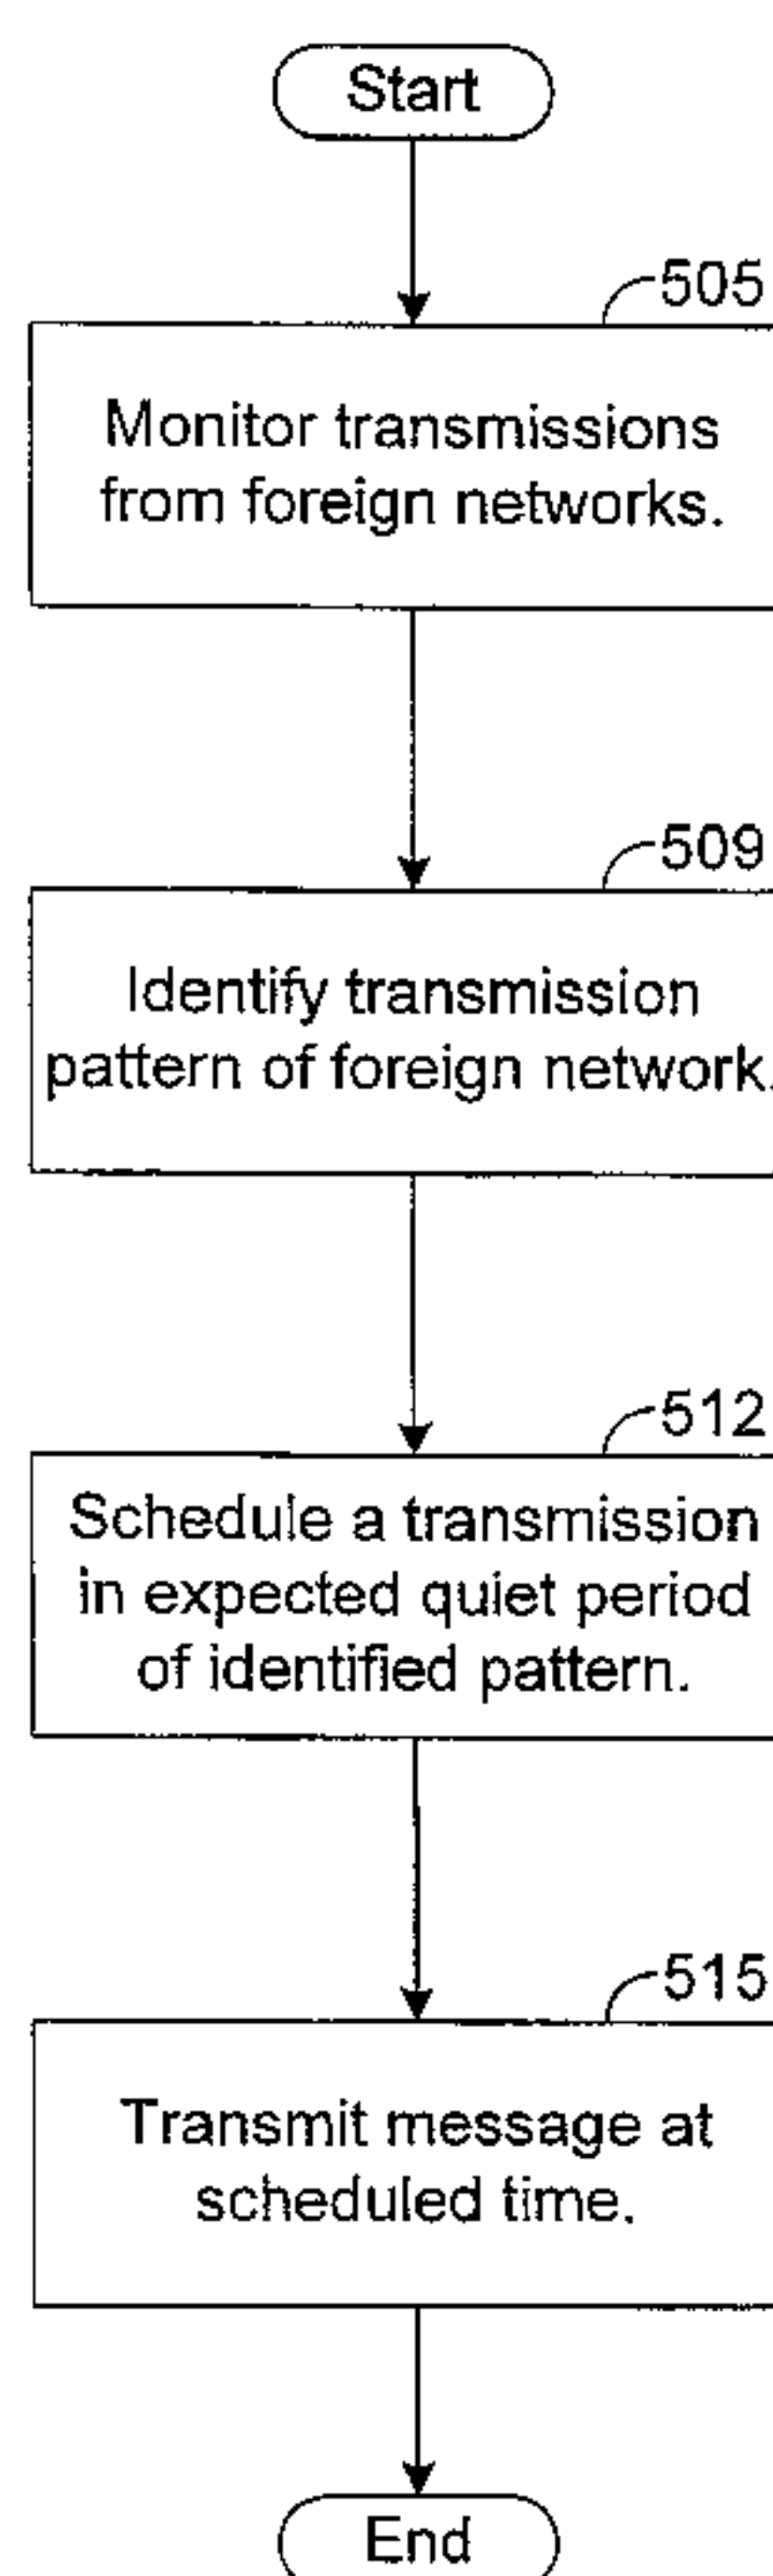 Start
505
Monitor transmissions
from foreign networks.
509
Identify transmission
pattern of foreign network.
512
Schedule a transmission
in expected quiet period
of identified pattern.
515
Transmit message at
scheduled time.
End